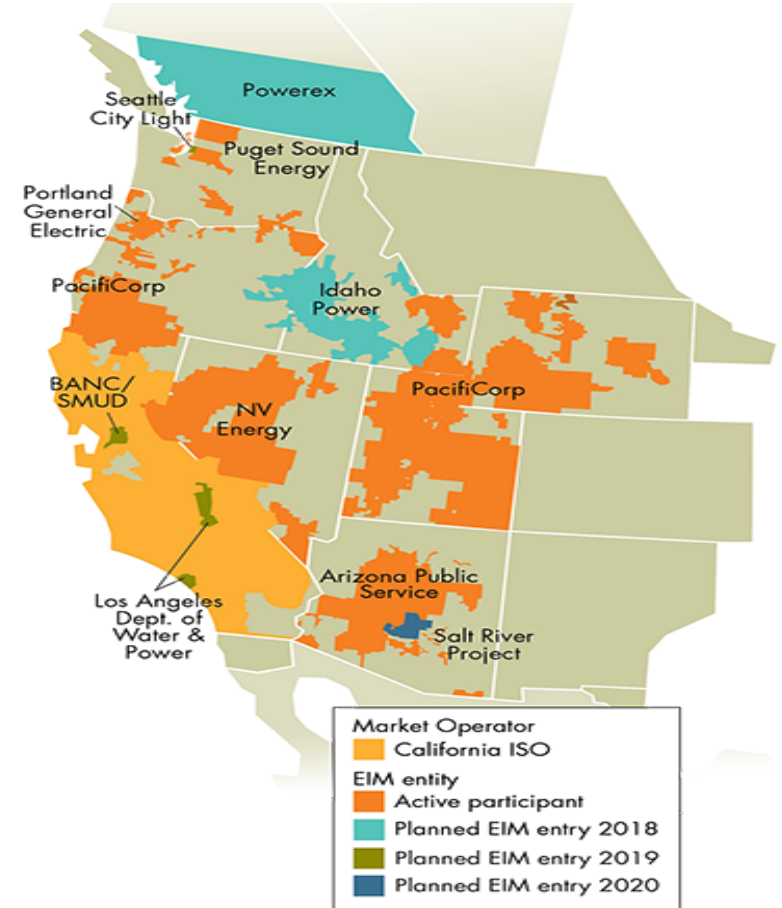 Powerex
Seattle
City Light
Puget Sound
Energy
Portland
General
Electric
PacifiCorp
Idaho
Power
BANC/
SMUD
NV
Energy
PacifiCorp
Arizona Public
Service
Los Angeles
Dept. of
Water &
Power
Salt River
Project
Market Operator
California ISO
EIM entity
Active participant
Planned EIM entry 2018
Planned EIM entry 2019
Planned EIM entry 2020